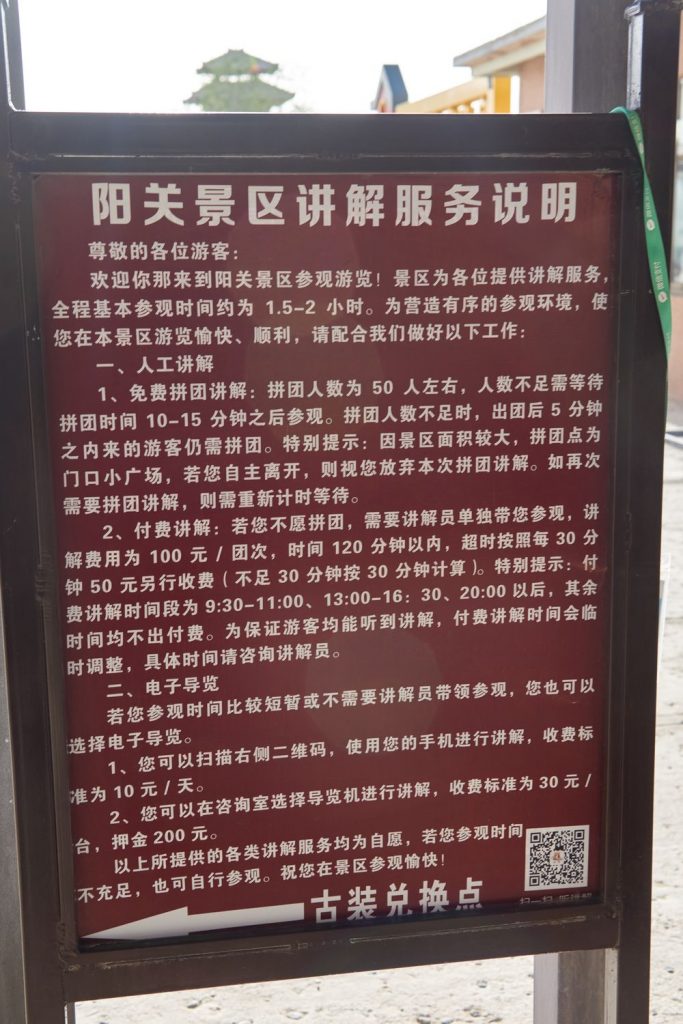 阳关景区讲解服务说明
尊敬的各位游客：
欢迎你那来到阳关景区参观游览！景区为各位提供讲解服务，
全程基本参观时间约为 1.5-2 小时。为营造有序的参观环境，使
您在本景区游览愉快、顺利，请配合我们做好以下工作：
一、人工讲解
1、免费拼团讲解：拼团人数为 50 人左右，人数不足需等待
拼团时间 10-15 分钟之后参观。拼团人数不足时，出团后 5 分钟
之内来的游客仍需拼团。特别提示：因景区面积较大，拼团点为
门口小广场，若您自主离开，则视您放弃本次拼团讲解。如再次
需要拼团讲解，则需重新计时等待。
2、付费讲解：若您不愿拼团，需要讲解员单独带您参观，讲
解费用为 100 元 / 团次，时间 120 分钟以内，超时按照每 30 分
钟 50 元另行收费（不足 30 分钟按 30 分钟计算）。特别提示：付
费讲解时间段为 9:30-11:00、13:00-16：30、20:00 以后，其余
时间均不出付费。为保证游客均能听到讲解，付费讲解时间会临
时调整，具体时间请咨询讲解员。
二、电子导览
若您参观时间比较短暂或不需要讲解员带领参观，您也可以
选择电子导览。
1、您可以扫描右侧二维码，使用您的手机进行讲解，收费标
准为 10 元 / 天。
2、您可以在咨询室选择导览机进行讲解，收费标准为 30 元 /
台，押金 200 元。
以上所提供的各类讲解服务均为自愿，若您参观时间
不充足，也可自行参观。祝您在景区参观愉快！
扫一扫 听讲解
古装兑换点
微信支付